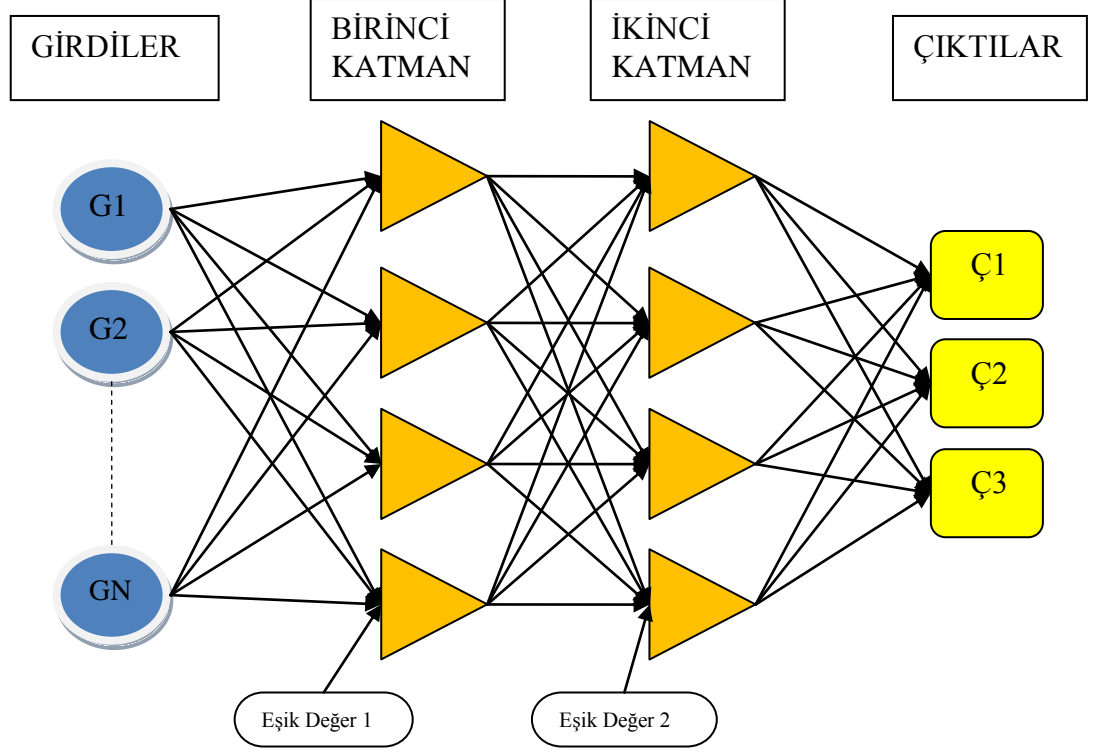 GİRDİLER
BİRİNCİ
KATMAN
İKİNCİ
KATMAN
ÇIKTILAR
G1
G2
GN
Ç1
Ç2
Ç3
Eşik Değer 1
Eşik Değer 2